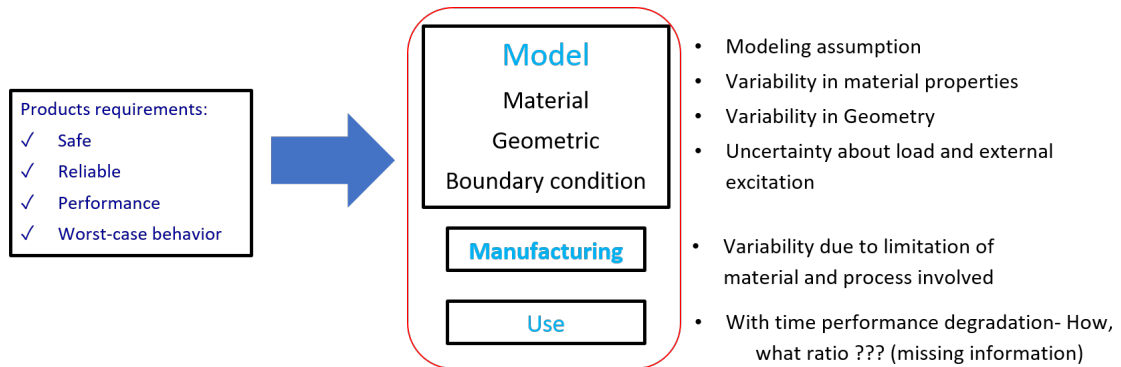 Products requirements:
✓ Safe
✓ Reliable
✓ Performance
✓ Worst-case behavior
Model
Material
Geometric
Boundary condition
Manufacturing
Use
• Modeling assumption
• Variability in material properties
• Variability in Geometry
• Uncertainty about load and external
excitation
• Variability due to limitation of
material and process involved
• With time performance degradation- How,
what ratio ??? (missing information)